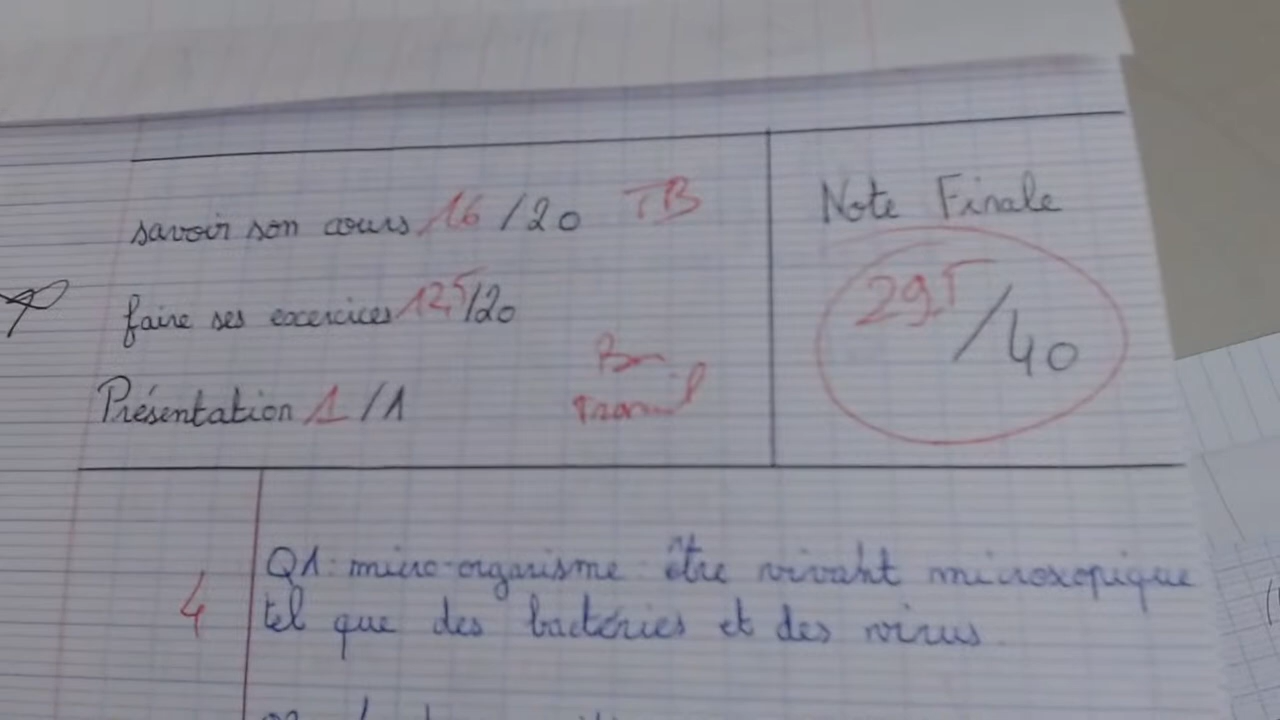 savoir son cours 16/20 TB
Note Finale
faire ses exercices 12,5/20
29,5/40
Bon
Présentation 1/1
Travail
4
Q1: micro-organisme: être vivant microscopique
tel que des bactéries et des virus.